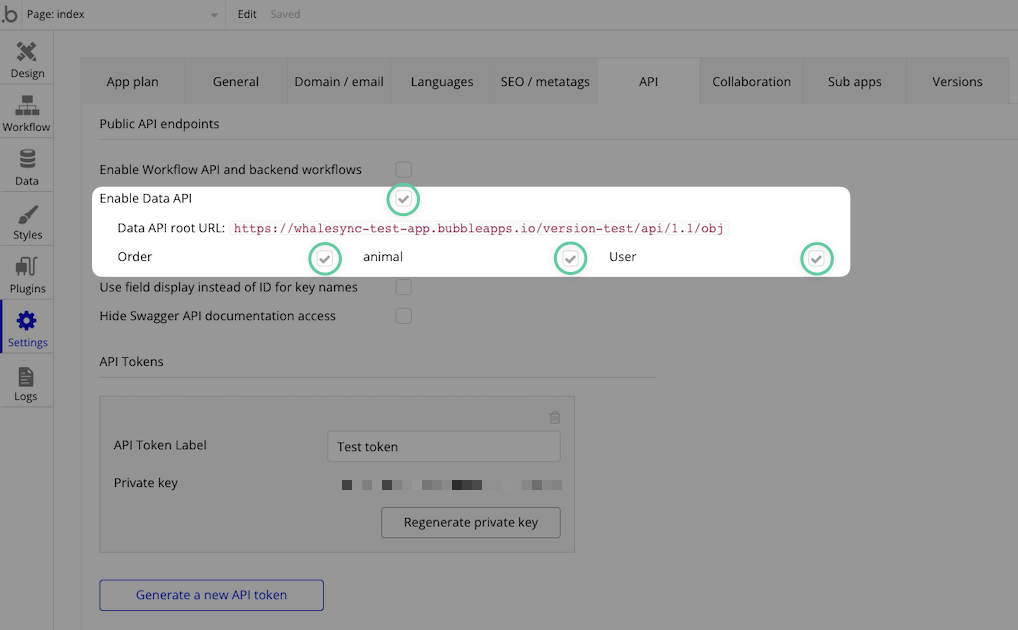 .b Page: index Edit Saved
Design
Workflow
Data
Styles
Plugins
Settings
Logs
App plan General Domain / email Languages SEO / metatags API Collaboration Sub apps Versions
Public API endpoints
Enable Workflow API and backend workflows
Enable Data API
Data API root URL: https://whalesync-test-app.bubbleapps.io/version-test/api/1.1/obj
Order animal User
Use field display instead of ID for key names
Hide Swagger API documentation access
API Tokens
API Token Label Test token
Private key
Regenerate private key
Generate a new API token